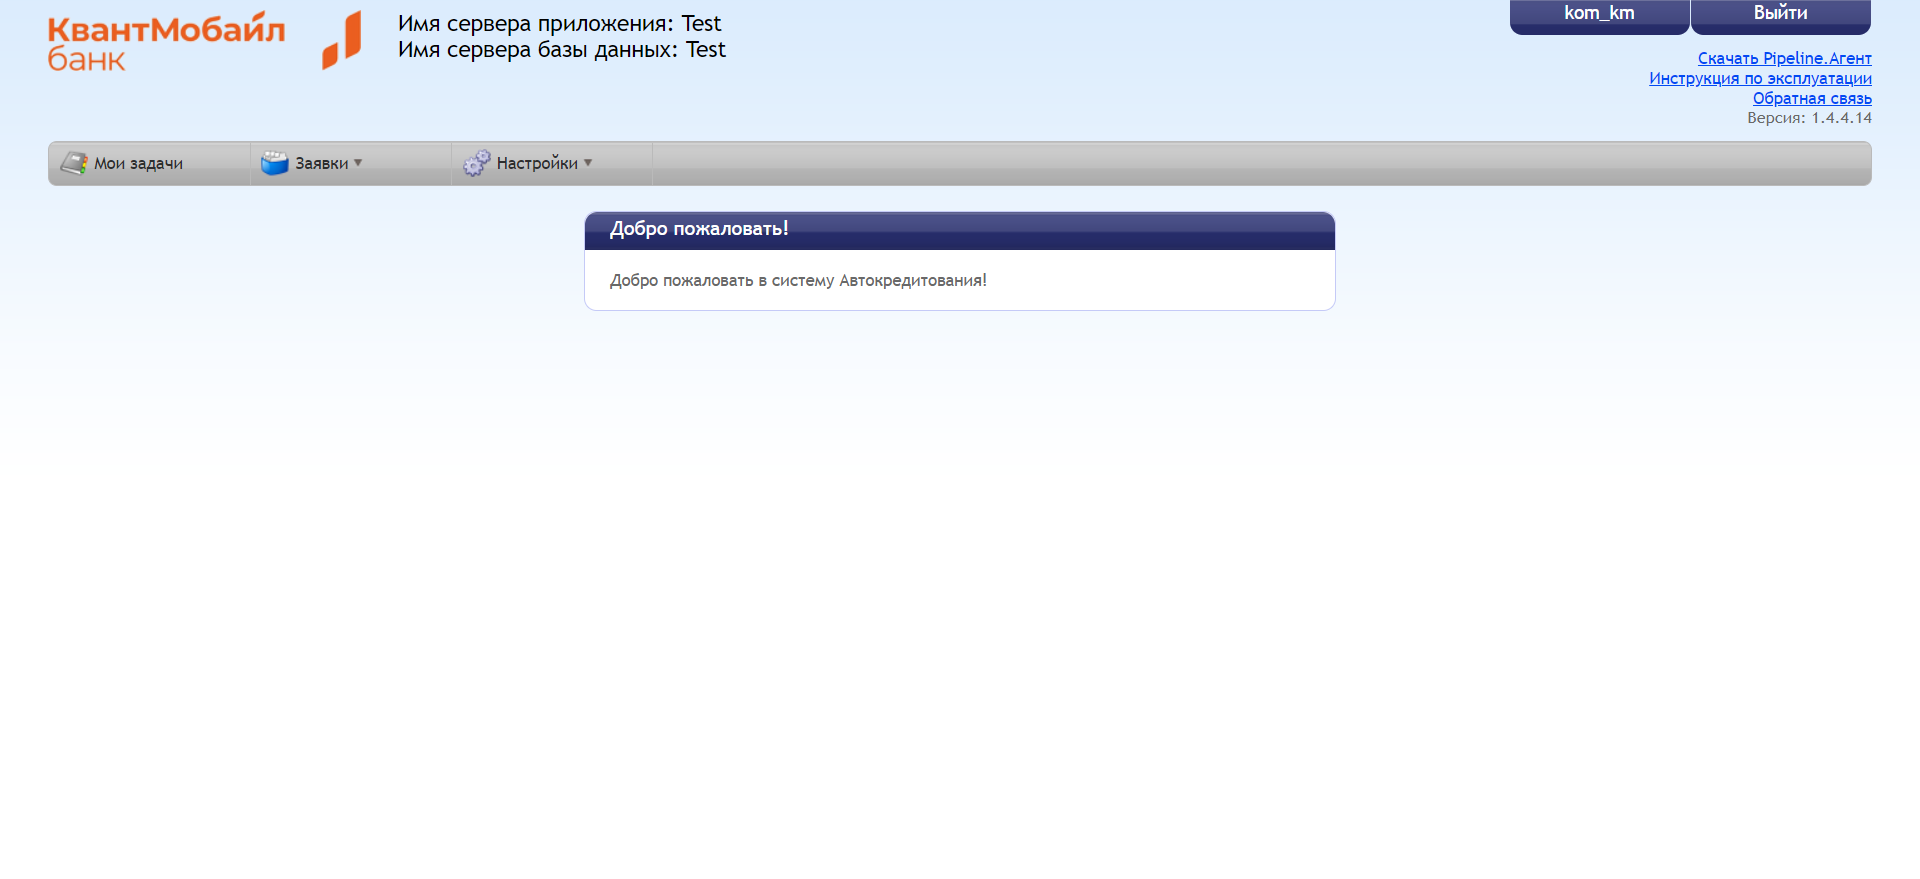 КвантМобайл
банк
Имя сервера приложения: Test
Имя сервера базы данных: Test
kom_km
Выйти
Скачать Pipeline.Агент
Инструкция по эксплуатации
Обратная связь
Версия: 1.4.4.14
Мои задачи
Заявки
Настройки
Добро пожаловать!
Добро пожаловать в систему Автокредитования!